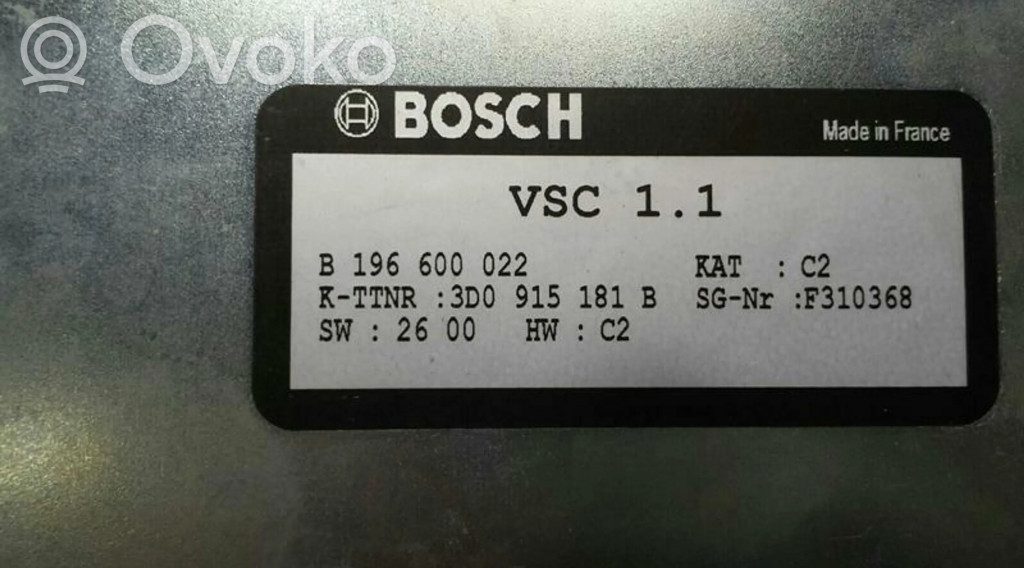 Ovoko
BOSCH
Made in France
VSC 1.1
B 196 600 022 KAT : C2
K-TTNR :3D0 915 181 B SG-Nr :F310368
SW : 26 00 HW : C2